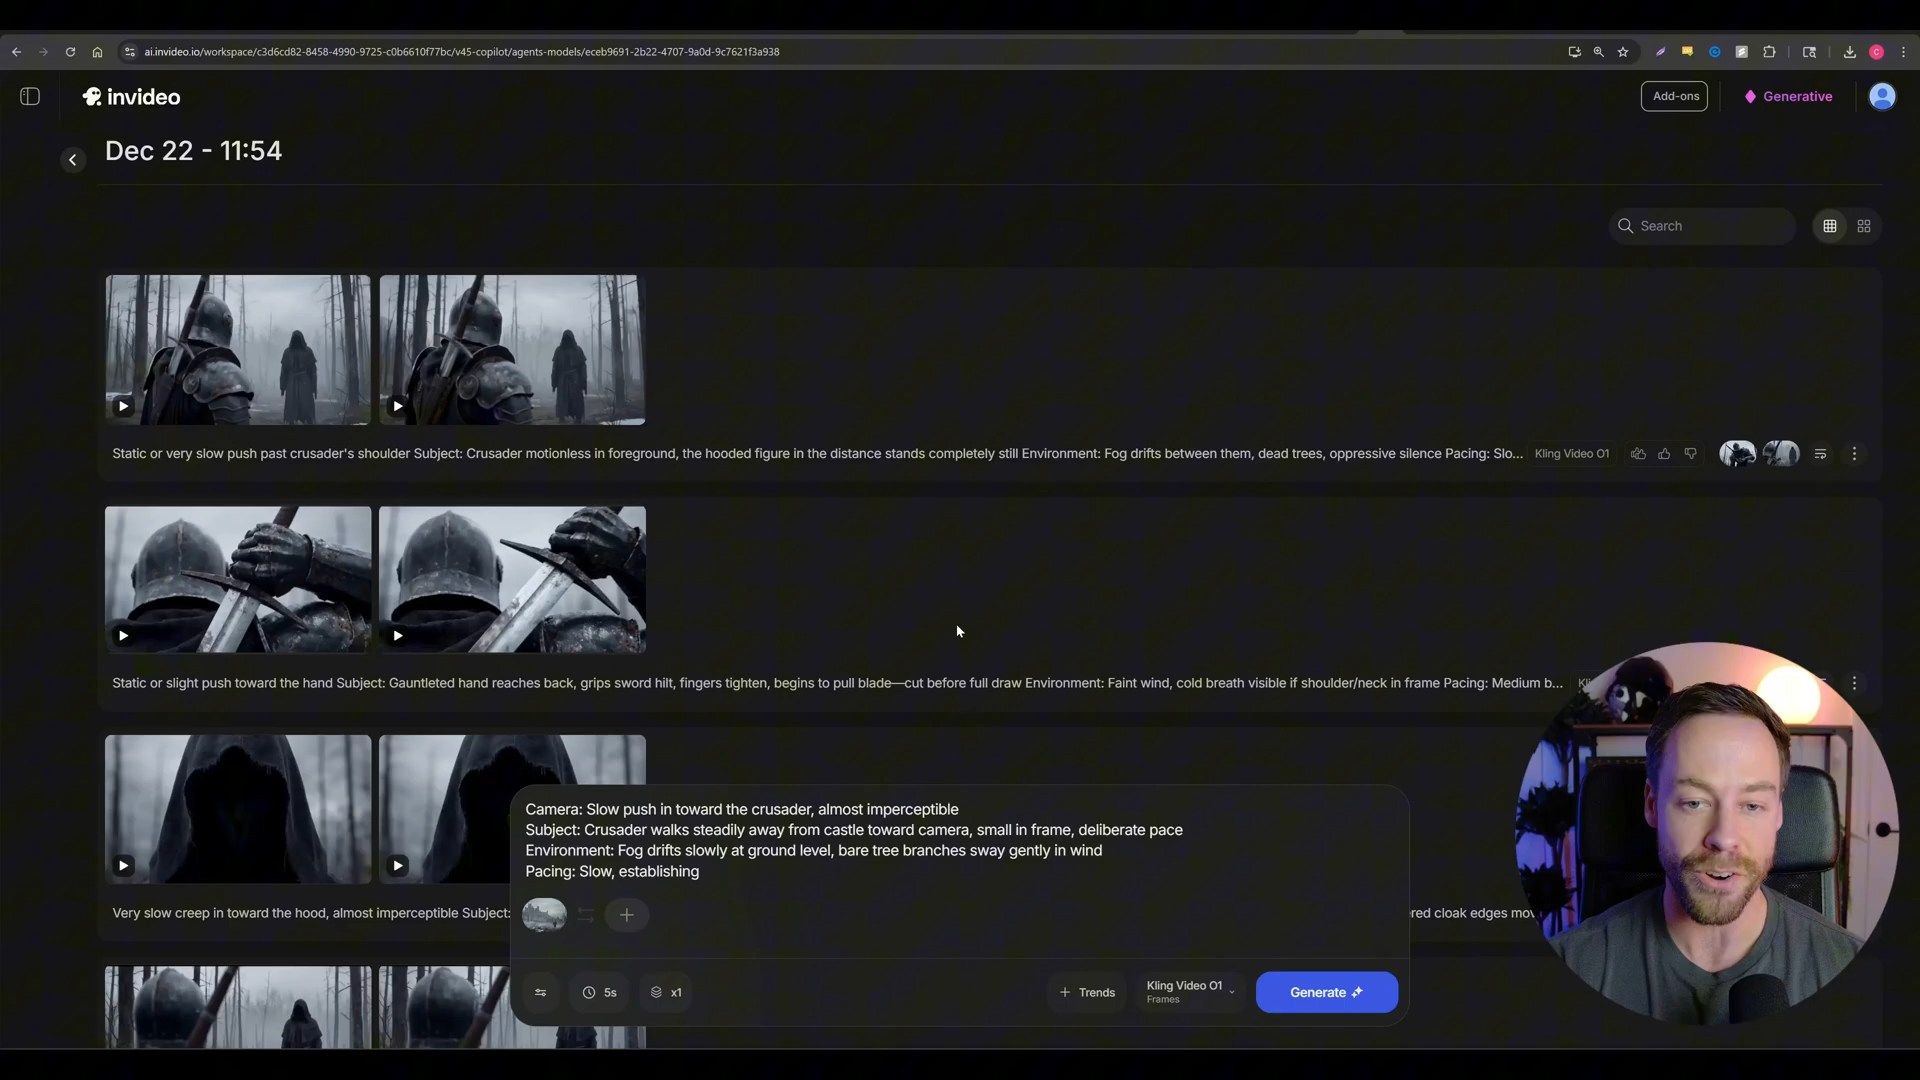 ai.invideo.io/workspace/c3d6cd82-8458-4990-9725-c0b6610f77bc/v45-copilot/agents-models/eceb9691-2b22-4707-9a0d-9c7621f3a938
invideo
Add-ons
Generative
Dec 22 - 11:54
Search
Static or very slow push past crusader's shoulder Subject: Crusader motionless in foreground, the hooded figure in the distance stands completely still Environment: Fog drifts between them, dead trees, oppressive silence Pacing: Slo...
Kling Video O1
Static or slight push toward the hand Subject: Gauntleted hand reaches back, grips sword hilt, fingers tighten, begins to pull blade—cut before full draw Environment: Faint wind, cold breath visible if shoulder/neck in frame Pacing: Medium b...
Camera: Slow push in toward the crusader, almost imperceptible
Subject: Crusader walks steadily away from castle toward camera, small in frame, deliberate pace
Environment: Fog drifts slowly at ground level, bare tree branches sway gently in wind
Pacing: Slow, establishing
Very slow creep in toward the hood, almost imperceptible Subject:
red cloak edges mov
5s
x1
Trends
Kling Video O1
Frames
Generate
C